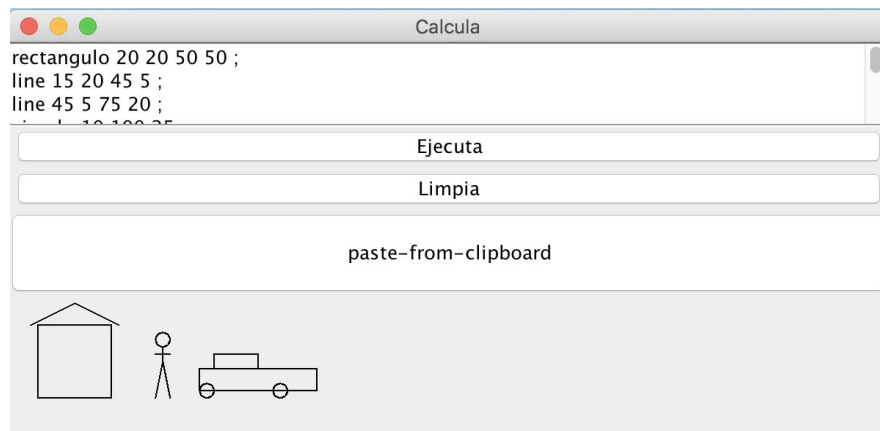 Calcula
rectangulo 20 20 50 50 ;
line 15 20 45 5 ;
line 45 5 75 20 ;
Ejecuta
Limpia
paste-from-clipboard